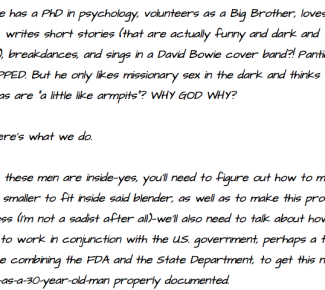 e has a PhD in psychology, volunteers as a Big Brother, loves
writes short stories (that are actually funny and dark and
), breakdances, and sings in a David Bowie cover band?! Panti
PPED. But he only likes missionary sex in the dark and thinks
as are "a little like armpits"? WHY GOD WHY?
ere's what we do.
these men are inside-yes, you'll need to figure out how to m
smaller to fit inside said blender, as well as to make this pro
ss (i'm not a sadist after all)-we'll also need to talk about how
to work in conjunction with the U.S. government, perhaps a t
e combining the FDA and the State Department, to get this n
-as-a-30-year-old-man properly documented.